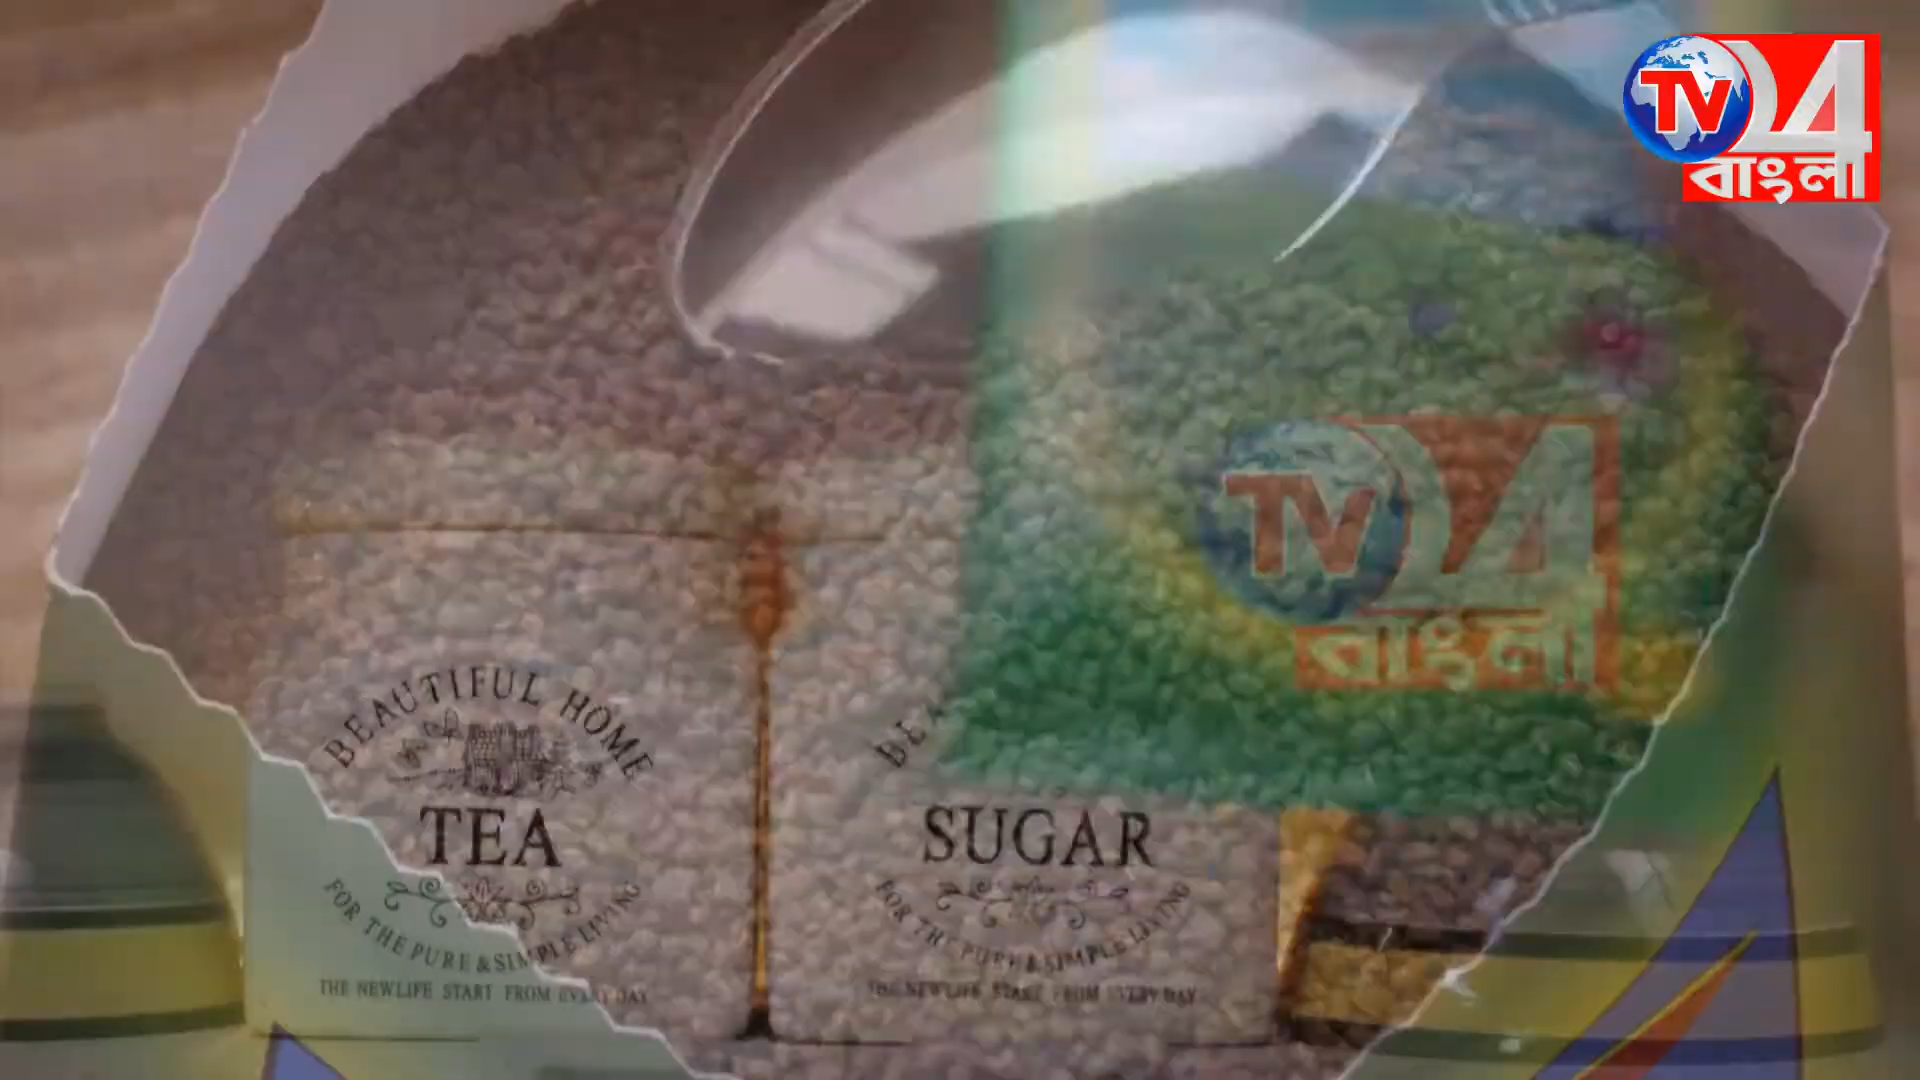 TV 24
বাংলা
TV 24
বাংলা
BEAUTIFUL HOME
TEA
FOR THE PURE & SIMPLE LIVING
THE NEWLIFE START FROM EVERY DAY
BEA
SUGAR
FOR THE PURE & SIMPLE LIVING
THE NEWLIFE START FROM EVERY DAY